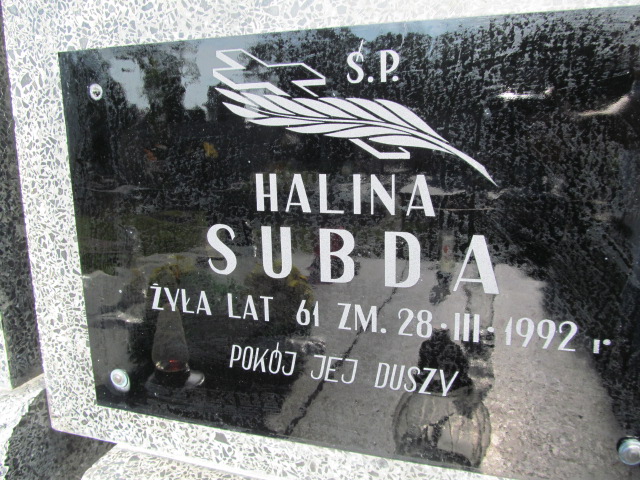 Ś.P.
HALINA
SUBDA
ŻYŁA LAT 61 ZM. 28·III·1992 r
POKÓJ JEJ DUSZY